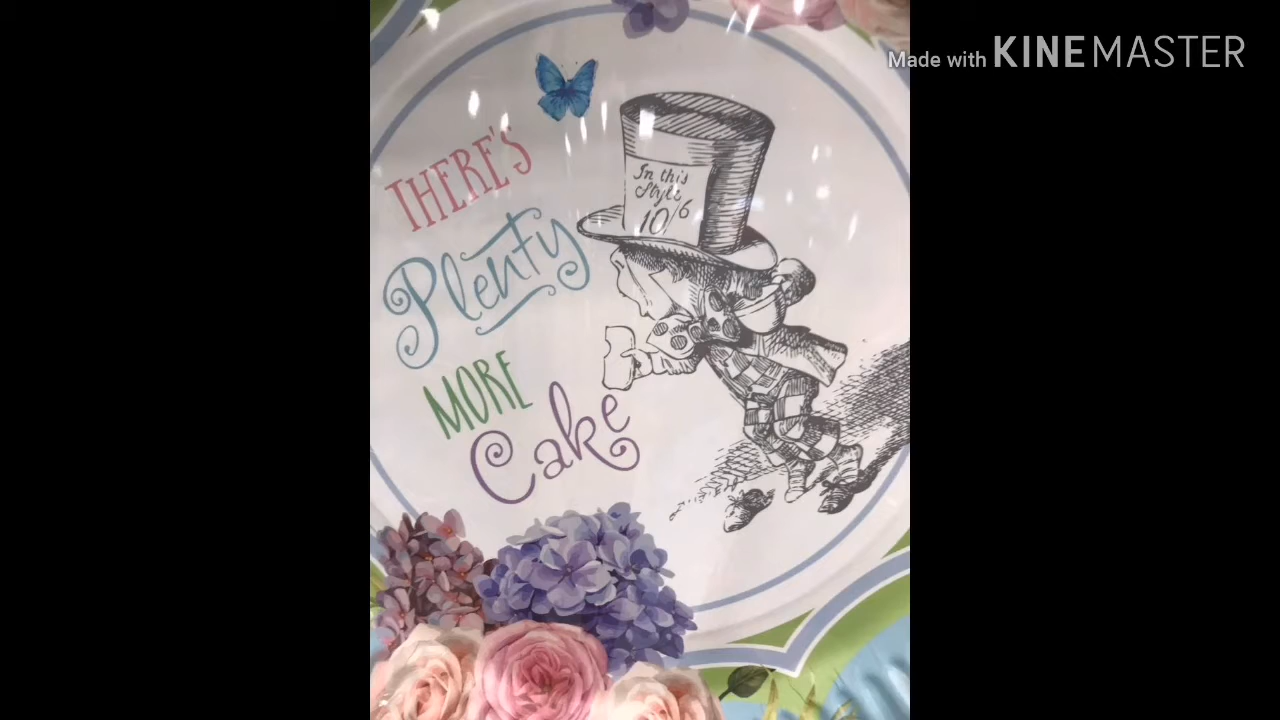 Made with KINEMASTER
THERE'S
Plenty
MORE
Cake
In this
Style
10/6